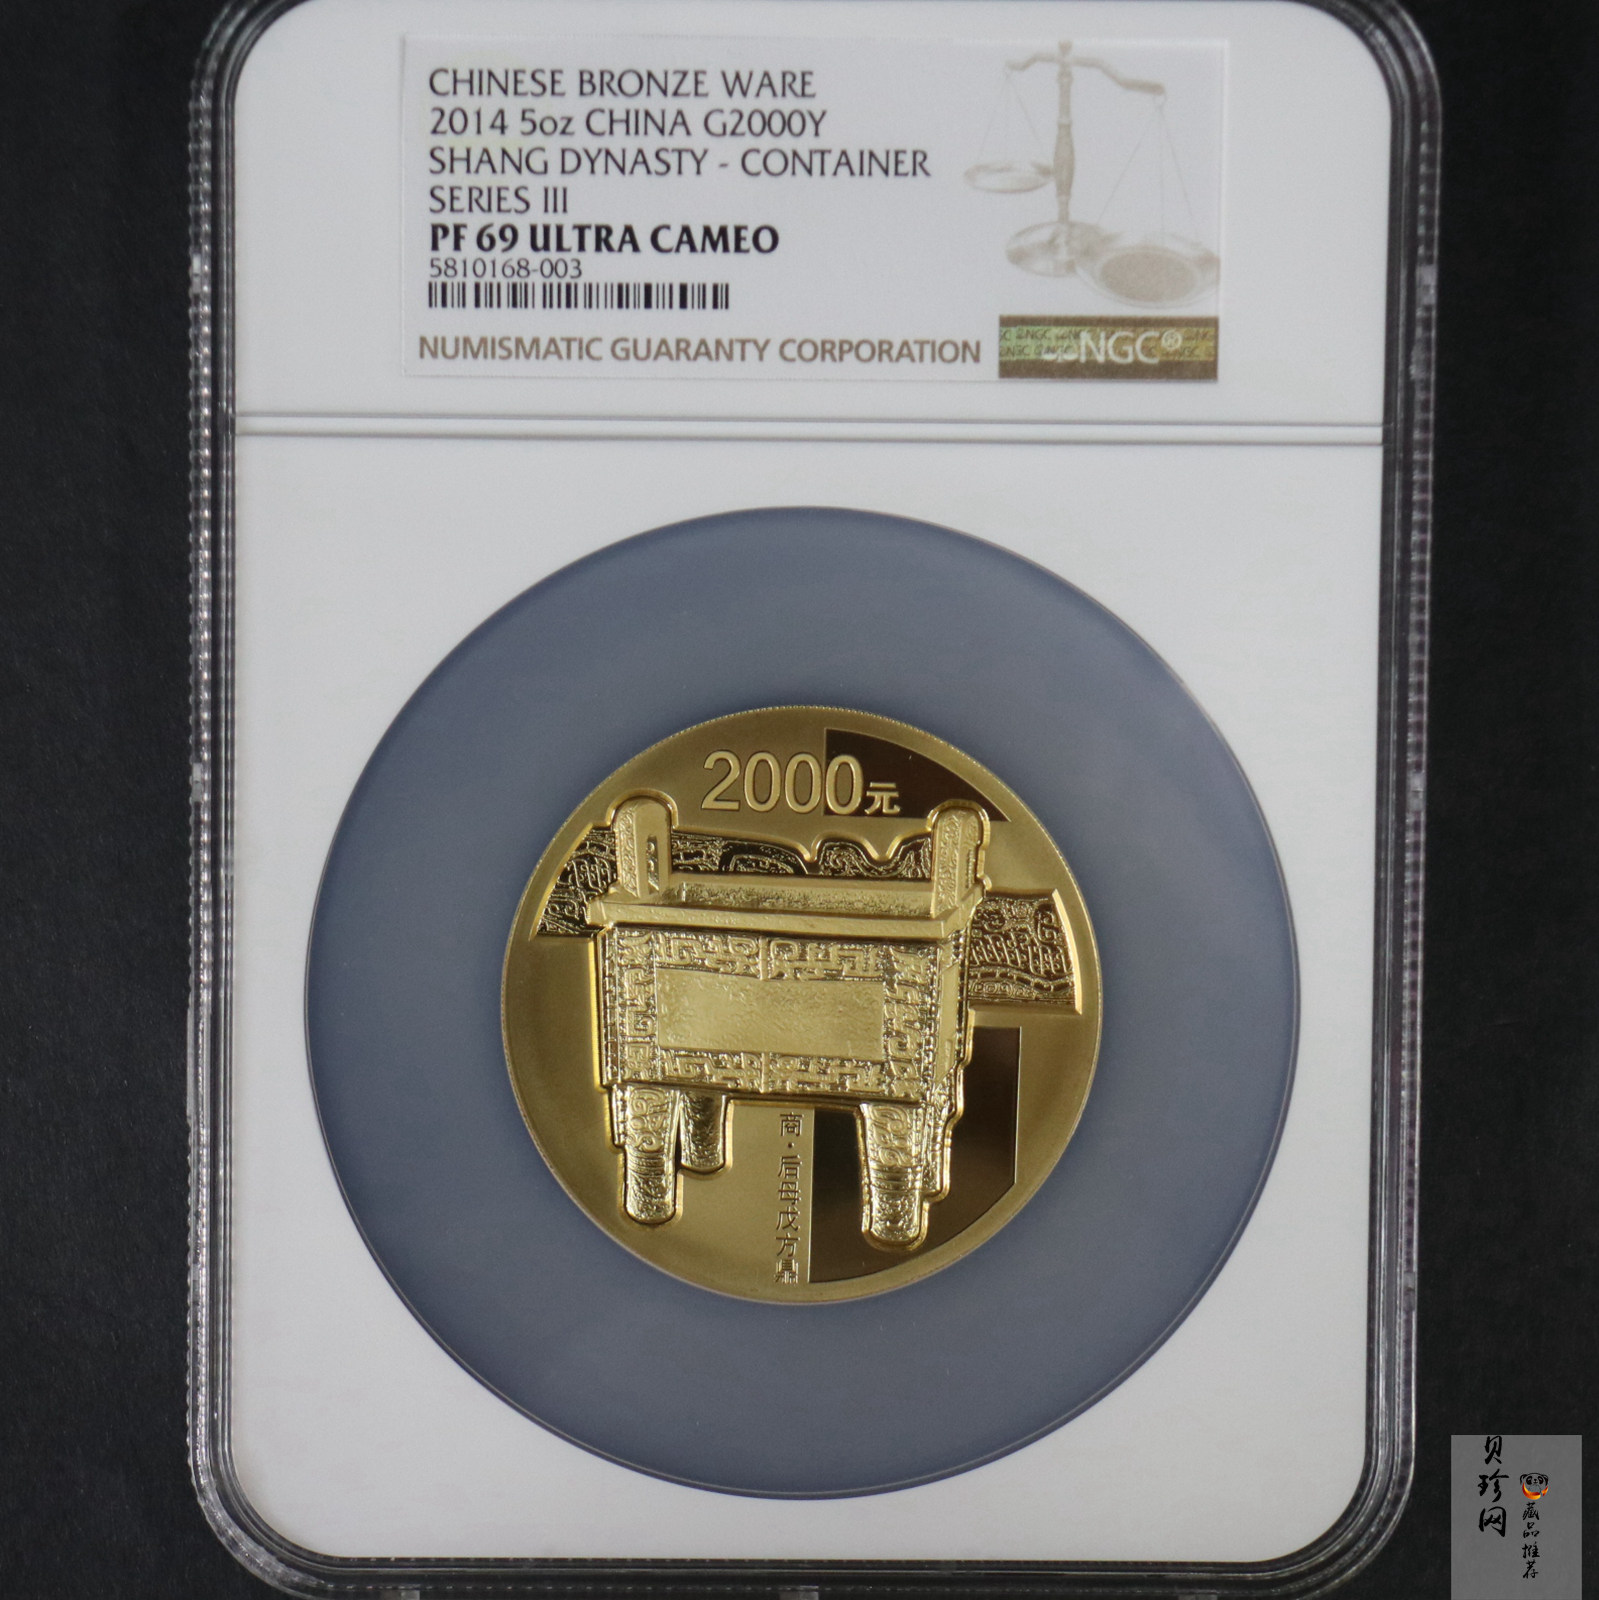 CHINESE BRONZE WARE
2014 5oz CHINA G2000Y
SHANG DYNASTY - CONTAINER
SERIES III
PF 69 ULTRA CAMEO
5810168-003
NUMISMATIC GUARANTY CORPORATION
NGC®
2000元
商·后母戊方鼎
贝珍网
藏品推荐